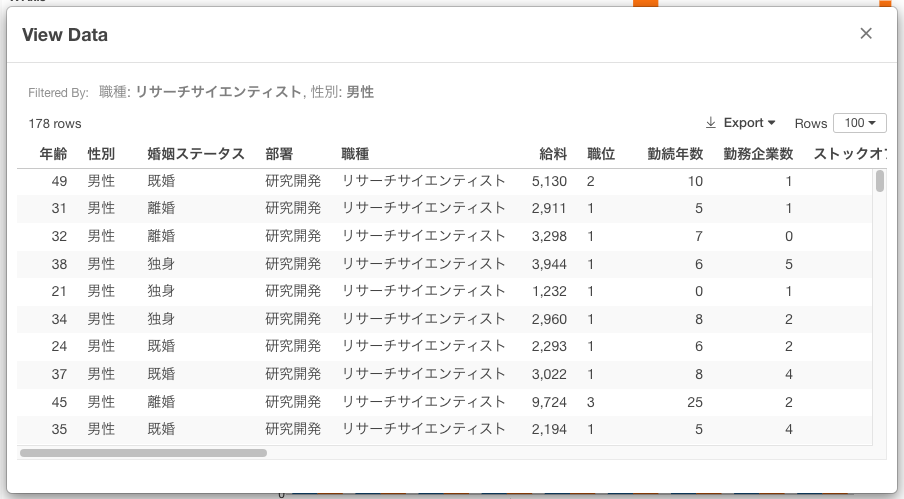 View Data
Filtered By: 職種: リサーチサイエンティスト, 性別: 男性
178 rows Export Rows 100
年齢 性別 婚姻ステータス 部署 職種 給料 職位 勤続年数 勤務企業数 ストックオ
49 男性 既婚 研究開発 リサーチサイエンティスト 5,130 2 10 1
31 男性 離婚 研究開発 リサーチサイエンティスト 2,911 1 5 1
32 男性 離婚 研究開発 リサーチサイエンティスト 3,298 1 7 0
38 男性 独身 研究開発 リサーチサイエンティスト 3,944 1 6 5
21 男性 独身 研究開発 リサーチサイエンティスト 1,232 1 0 1
34 男性 独身 研究開発 リサーチサイエンティスト 2,960 1 8 2
24 男性 既婚 研究開発 リサーチサイエンティスト 2,293 1 6 2
37 男性 既婚 研究開発 リサーチサイエンティスト 3,022 1 8 4
45 男性 離婚 研究開発 リサーチサイエンティスト 9,724 3 25 2
35 男性 既婚 研究開発 リサーチサイエンティスト 2,194 1 5 4
0